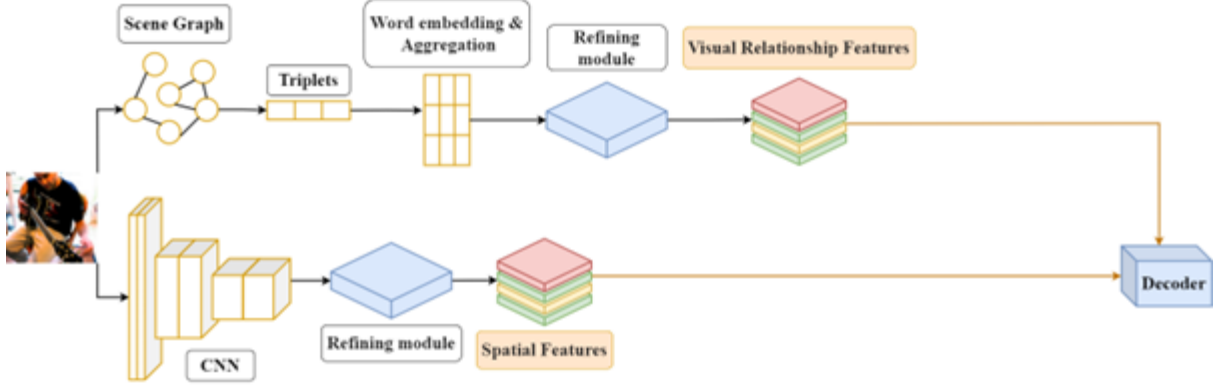 Scene Graph
Word embedding &
Aggregation
Refining
module
Visual Relationship Features
Triplets
Decoder
Refining module
Spatial Features
CNN